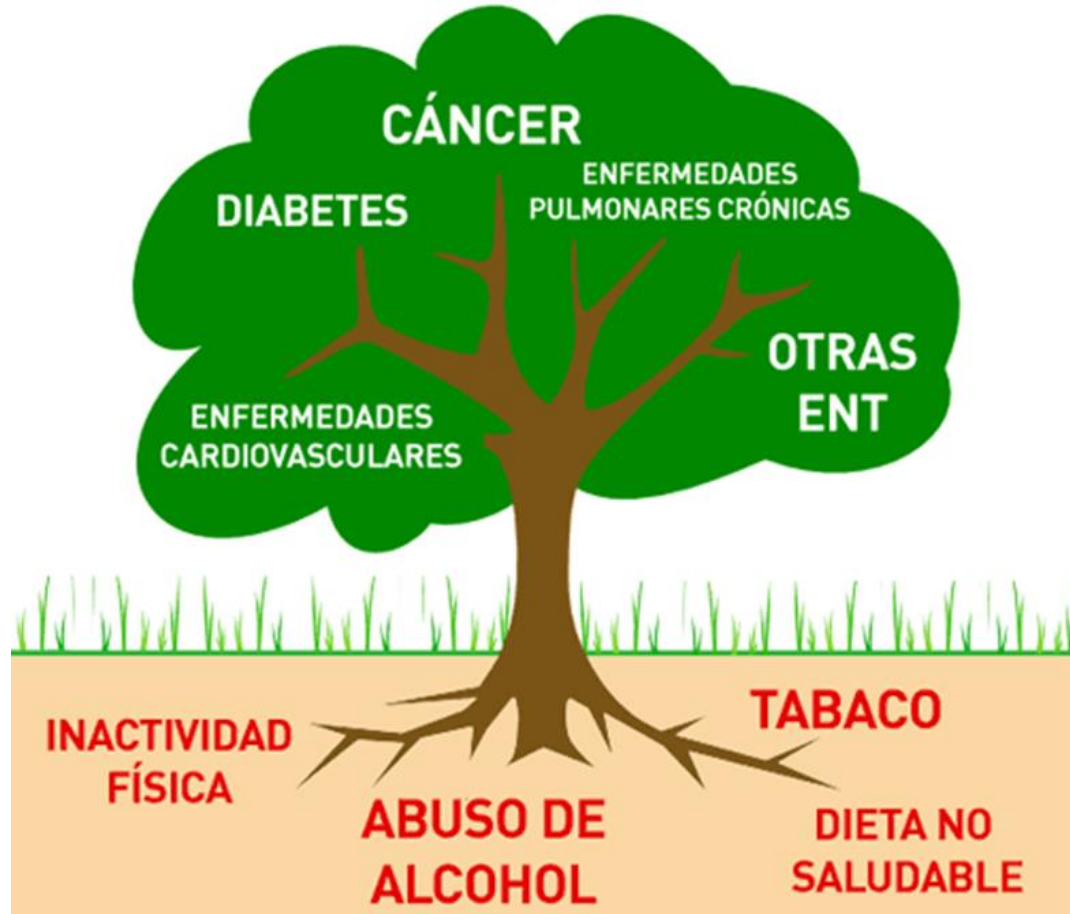 CÁNCER
DIABETES
ENFERMEDADES
PULMONARES CRÓNICAS
OTRAS
ENT
ENFERMEDADES
CARDIOVASCULARES
INACTIVIDAD
FÍSICA
TABACO
ABUSO DE
ALCOHOL
DIETA NO
SALUDABLE